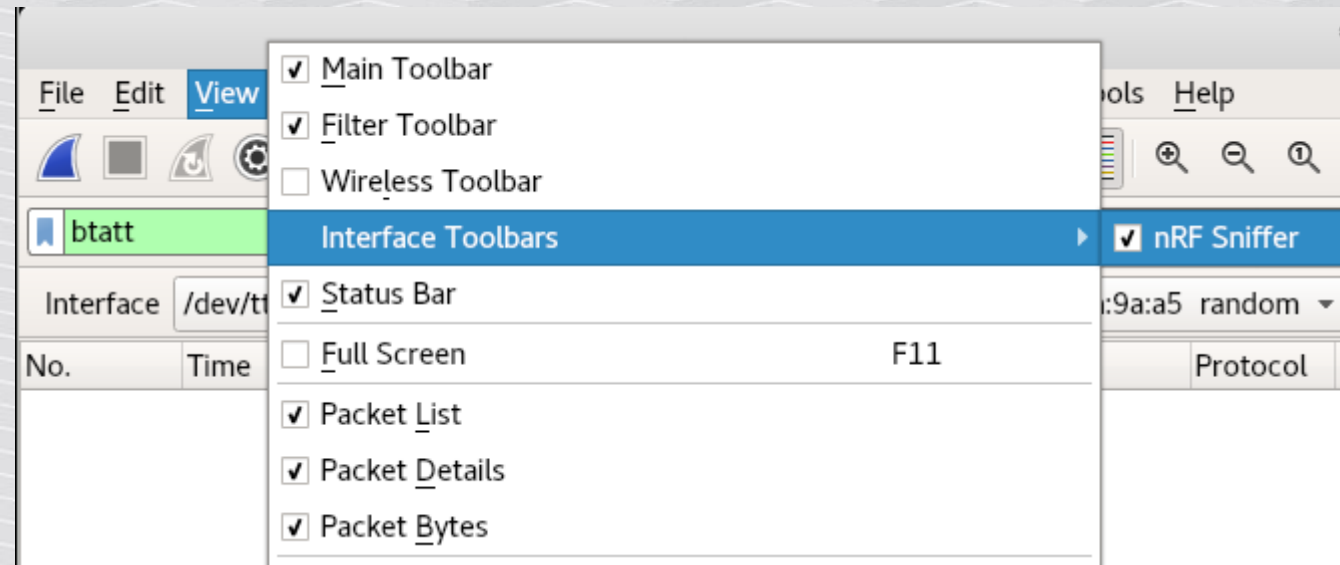 Main Toolbar
File Edit View Help
Filter Toolbar
Wireless Toolbar
btatt
Interface Toolbars
nRF Sniffer
Status Bar
Interface /dev/tt :9a:a5 random
Full Screen F11
No. Time Protocol
Packet List
Packet Details
Packet Bytes